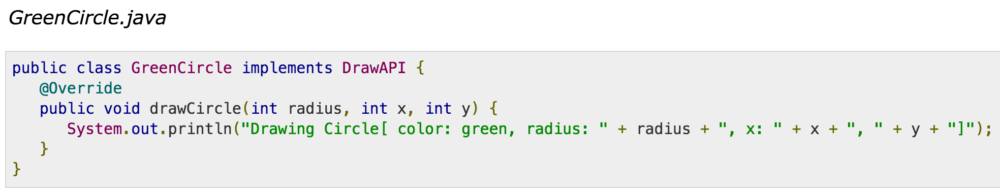 GreenCircle.java
public class GreenCircle implements DrawAPI {
   @Override
   public void drawCircle(int radius, int x, int y) {
      System.out.println("Drawing Circle[ color: green, radius: " + radius + ", x: " + x + ", " + y + "]");
   }
}